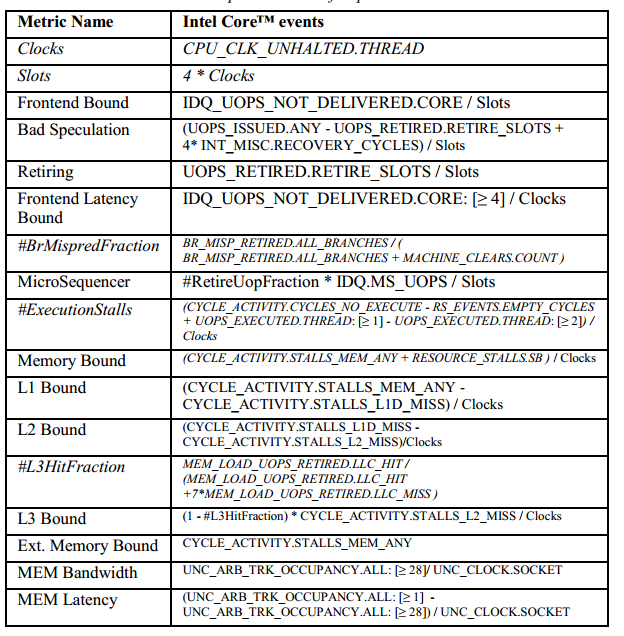 Metric Name Intel Core™ events
Clocks CPU_CLK_UNHALTED.THREAD
Slots 4 * Clocks
Frontend Bound IDQ_UOPS_NOT_DELIVERED.CORE / Slots
Bad Speculation (UOPS_ISSUED.ANY - UOPS_RETIRED.RETIRE_SLOTS +
4* INT_MISC.RECOVERY_CYCLES) / Slots
Retiring UOPS_RETIRED.RETIRE_SLOTS / Slots
Frontend Latency IDQ_UOPS_NOT_DELIVERED.CORE: [≥ 4] / Clocks
Bound
#BrMispredFraction BR_MISP_RETIRED.ALL_BRANCHES / (
BR_MISP_RETIRED.ALL_BRANCHES + MACHINE_CLEARS.COUNT )
MicroSequencer #RetireUopFraction * IDQ.MS_UOPS / Slots
#ExecutionStalls (CYCLE_ACTIVITY.CYCLES_NO_EXECUTE - RS_EVENTS.EMPTY_CYCLES
+ UOPS_EXECUTED.THREAD: [≥ 1] - UOPS_EXECUTED.THREAD: [≥ 2]) /
Clocks
Memory Bound (CYCLE_ACTIVITY.STALLS_MEM_ANY + RESOURCE_STALLS.SB ) / Clocks
L1 Bound (CYCLE_ACTIVITY.STALLS_MEM_ANY -
CYCLE_ACTIVITY.STALLS_L1D_MISS) / Clocks
L2 Bound (CYCLE_ACTIVITY.STALLS_L1D_MISS -
CYCLE_ACTIVITY.STALLS_L2_MISS)/Clocks
#L3HitFraction MEM_LOAD_UOPS_RETIRED.LLC_HIT /
(MEM_LOAD_UOPS_RETIRED.LLC_HIT
+7*MEM_LOAD_UOPS_RETIRED.LLC_MISS )
L3 Bound (1 - #L3HitFraction) * CYCLE_ACTIVITY.STALLS_L2_MISS / Clocks
Ext. Memory Bound CYCLE_ACTIVITY.STALLS_MEM_ANY
MEM Bandwidth UNC_ARB_TRK_OCCUPANCY.ALL: [≥ 28]/ UNC_CLOCK.SOCKET
MEM Latency (UNC_ARB_TRK_OCCUPANCY.ALL: [≥ 1] -
UNC_ARB_TRK_OCCUPANCY.ALL: [≥ 28]) / UNC_CLOCK.SOCKET